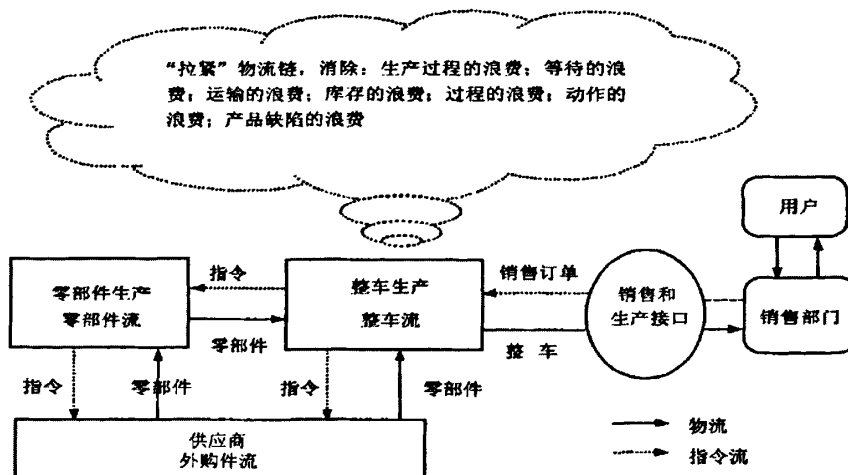 “拉紧”物流链，消除：生产过程的浪费；等待的浪
费；运输的浪费；库存的浪费；过程的浪费；动作的
浪费；产品缺陷的浪费
用户
零部件生产
零部件流
指令
零部件
整车生产
整车流
销售订单
整 车
销售和
生产接口
销售部门
指令
零部件
指令
零部件
供应商
外购件流
物流
指令流